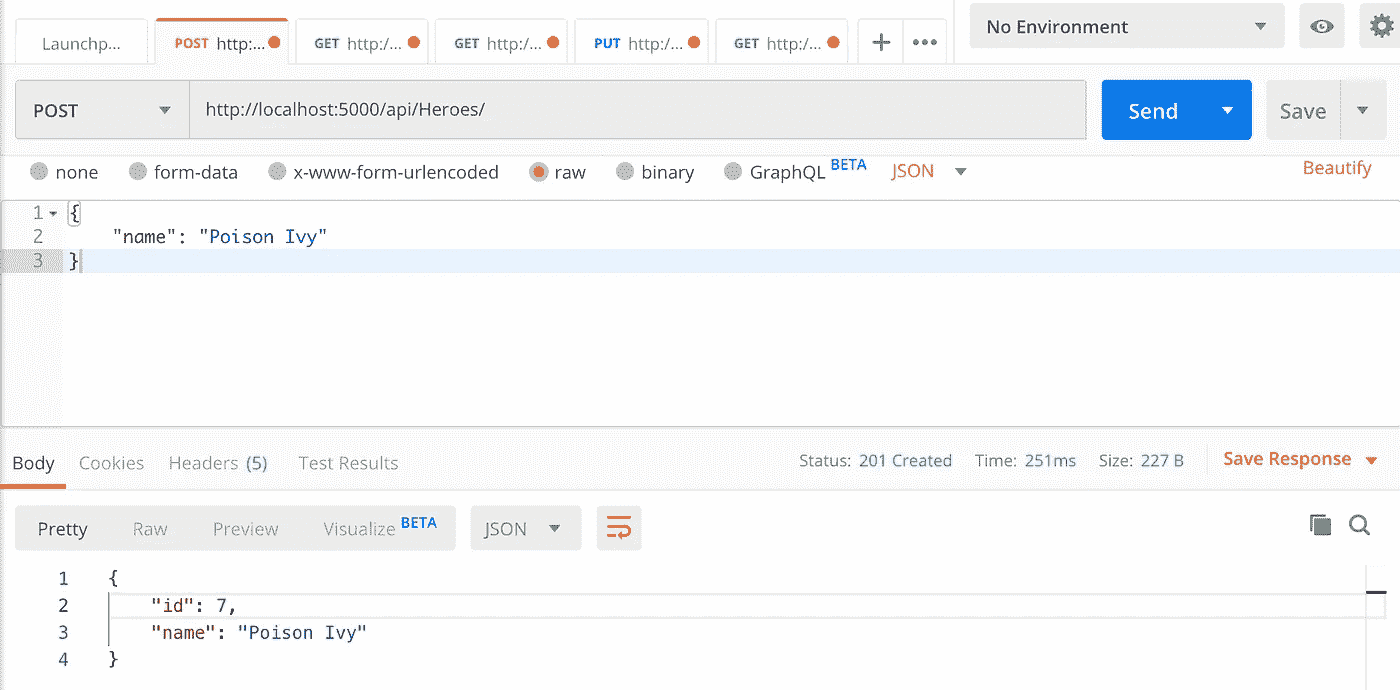 Launchp... POST http:... GET http:/... GET http:/... PUT http:/... GET http:/... + ••• No Environment
POST http://localhost:5000/api/Heroes/ Send Save
none form-data x-www-form-urlencoded raw binary GraphQL BETA JSON Beautify
1 {
2 "name": "Poison Ivy"
3 }
Body Cookies Headers (5) Test Results Status: 201 Created Time: 251ms Size: 227 B Save Response
Pretty Raw Preview Visualize BETA JSON
1 {
2 "id": 7,
3 "name": "Poison Ivy"
4 }